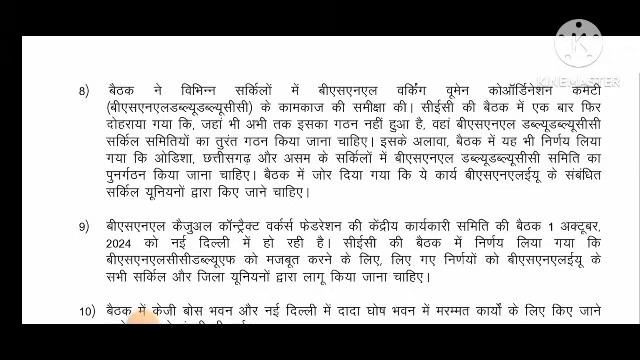 KINEMASTER
8) बैठक ने विभिन्न सर्किलों में बीएसएनएल वर्किंग वूमेन कोऑर्डिनेशन कमेटी
(बीएसएनएलडब्ल्यूडब्ल्यूसीसी) के कामकाज की समीक्षा की। सीईसी की बैठक में एक बार फिर
दोहराया गया कि, जहां भी अभी तक इसका गठन नहीं हुआ है, वहां बीएसएनएल डब्ल्यूडब्ल्यूसीसी
सर्किल समितियों का तुरंत गठन किया जाना चाहिए। इसके अलावा, बैठक में यह भी निर्णय लिया
गया कि ओडिशा, छत्तीसगढ़ और असम के सर्किलों में बीएसएनएल डब्ल्यूडब्ल्यूसीसी समिति का
पुनर्गठन किया जाना चाहिए। बैठक में जोर दिया गया कि ये कार्य बीएसएनएलईयू के संबंधित
सर्किल यूनियनों द्वारा किए जाने चाहिए।
9) बीएसएनएल कैजुअल कॉन्ट्रैक्ट वर्कर्स फेडरेशन की केंद्रीय कार्यकारी समिति की बैठक 1 अक्टूबर,
2024 को नई दिल्ली में हो रही है। सीईसी की बैठक में निर्णय लिया गया कि
बीएसएनएलसीसीडब्ल्यूएफ को मजबूत करने के लिए, लिए गए निर्णयों को बीएसएनएलईयू के
सभी सर्किल और जिला यूनियनों द्वारा लागू किया जाना चाहिए।
10) बैठक में केजी बोस भवन और नई दिल्ली में दादा घोष भवन में मरम्मत कार्यों के लिए किए जाने